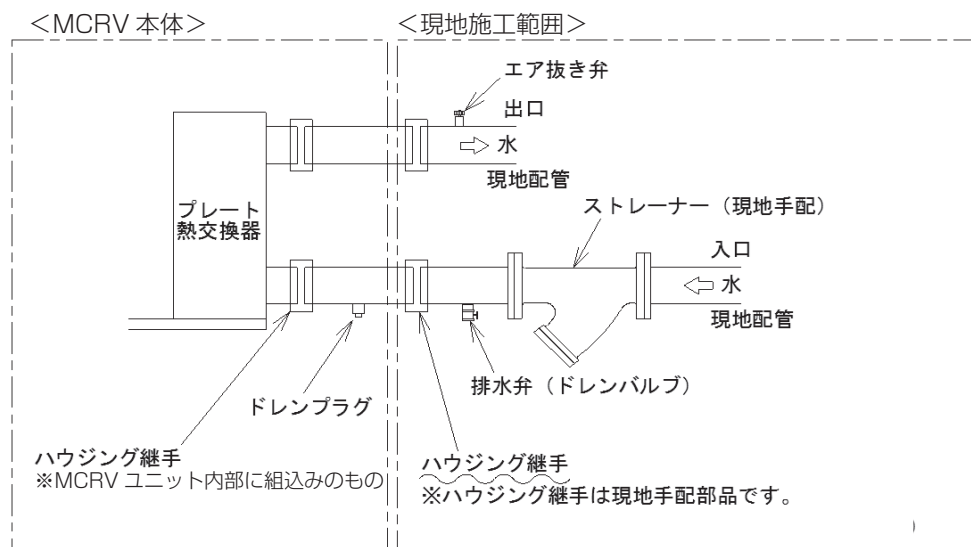 ＜MCRV 本体＞
＜現地施工範囲＞
エア抜き弁
出口
水
現地配管
プレート
熱交換器
ストレーナー（現地手配）
入口
水
現地配管
ドレンプラグ
排水弁（ドレンバルブ）
ハウジング継手
※MCRV ユニット内部に組込みのもの
ハウジング継手
※ハウジング継手は現地手配部品です。